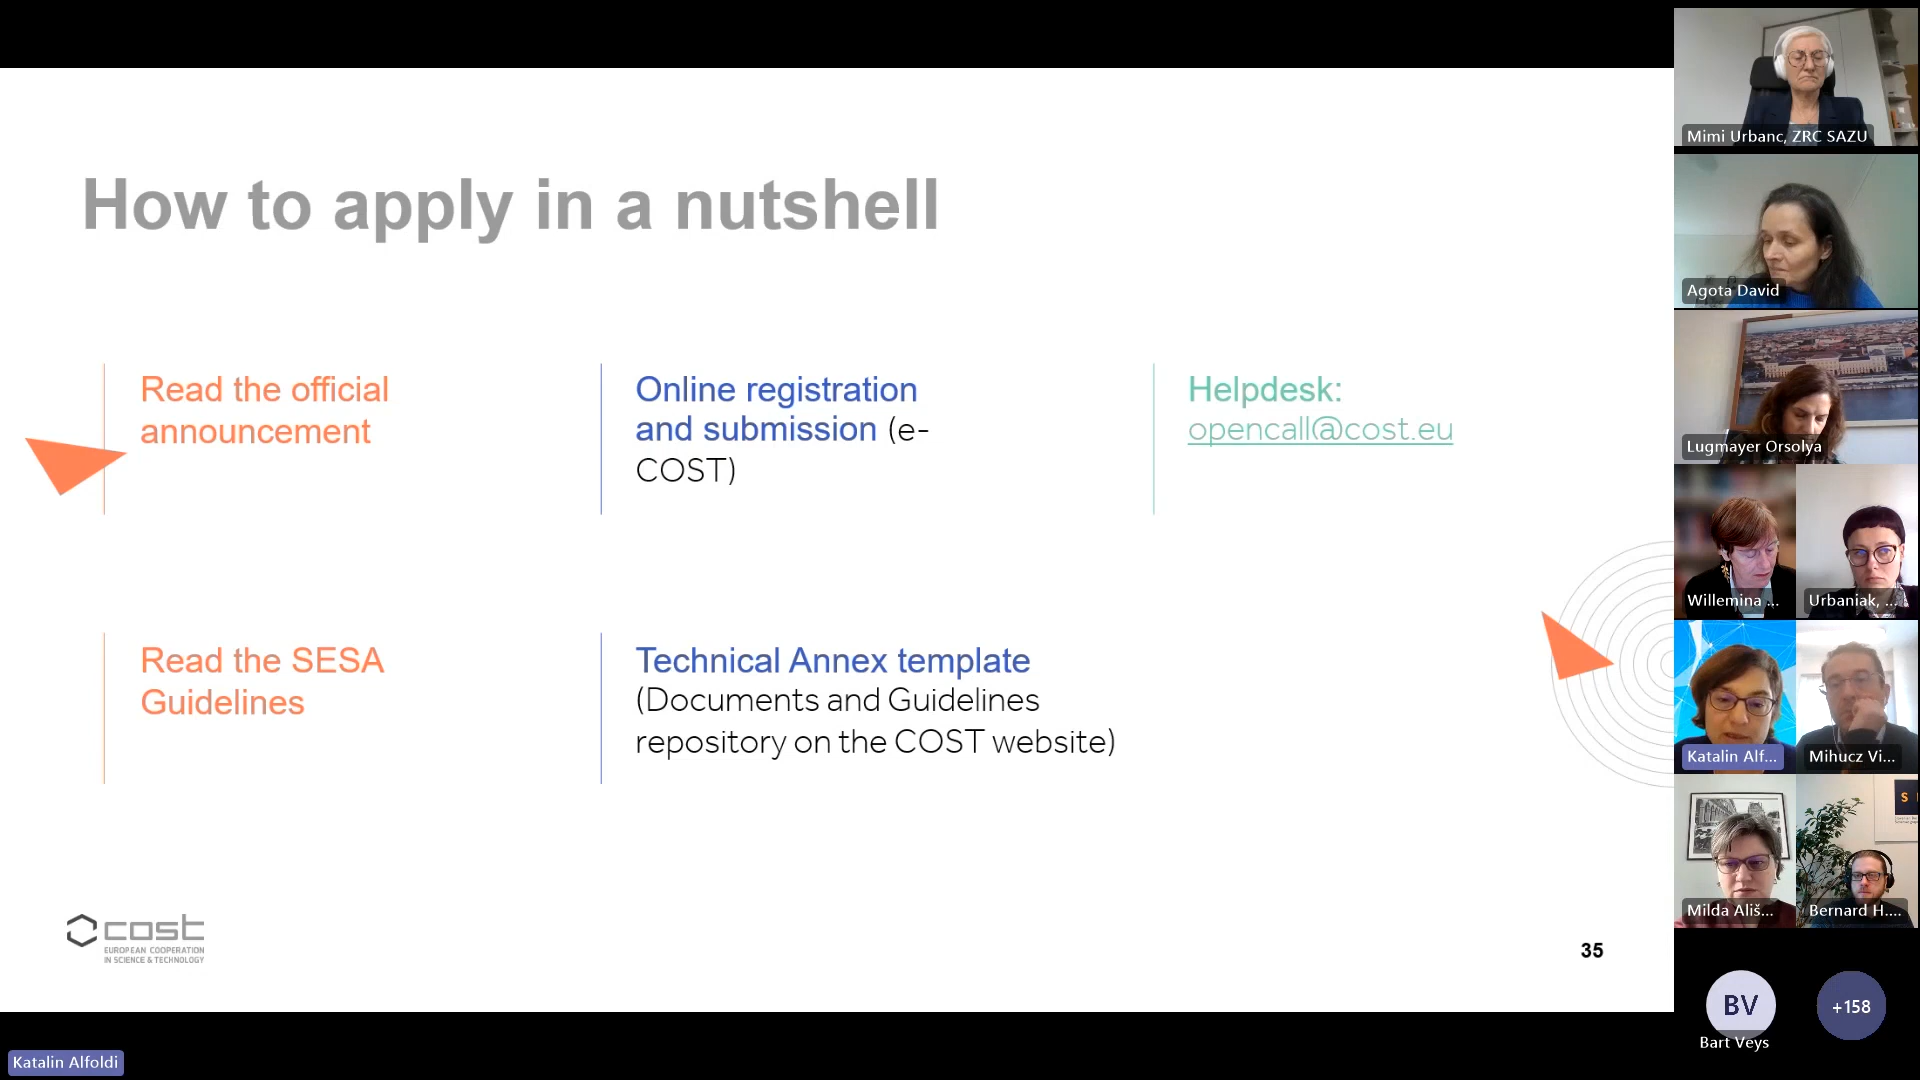 How to apply in a nutshell
Read the official
announcement
Online registration
and submission (e-
COST)
Helpdesk:
opencall@cost.eu
Read the SESA
Guidelines
Technical Annex template
(Documents and Guidelines
repository on the COST website)
cost
EUROPEAN COOPERATION
IN SCIENCE & TECHNOLOGY
35
Katalin Alfoldi
Mimi Urbanc, ZRC SAZU
Agota David
Lugmayer Orsolya
Willemina ...
Urbaniak, ...
Katalin Alf...
Mihucz Vi...
Milda Ališ...
Bernard H....
BV
Bart Veys
+158